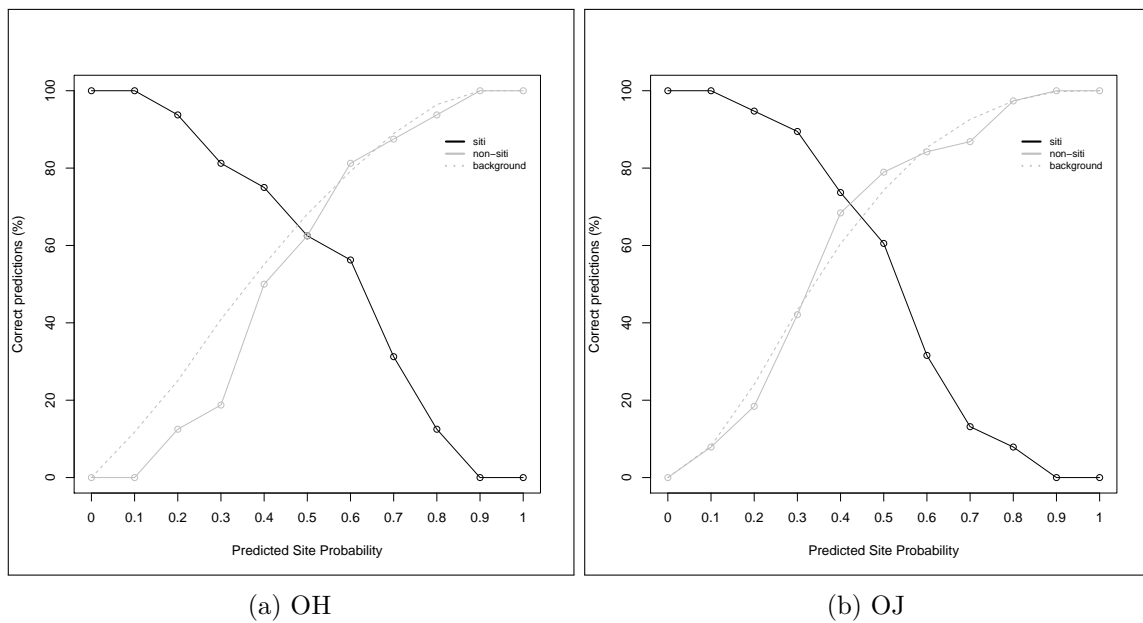 Correct predictions (%)
100
80
60
40
20
0
siti
non−siti
background
0 0.1 0.2 0.3 0.4 0.5 0.6 0.7 0.8 0.9 1
Predicted Site Probability
(a) OH
Correct predictions (%)
100
80
60
40
20
0
siti
non−siti
background
0 0.1 0.2 0.3 0.4 0.5 0.6 0.7 0.8 0.9 1
Predicted Site Probability
(b) OJ